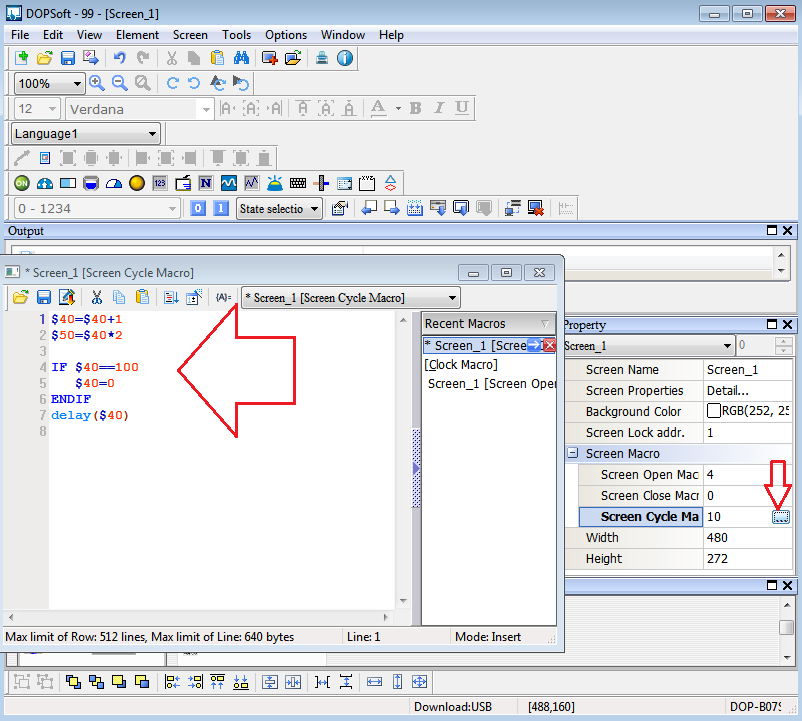 DOPSoft - 99 - [Screen_1]
File Edit View Element Screen Tools Options Window Help
100%
12 Verdana A A A A A A A B I U
Language1
ON 123 N XYZ
0 - 1234 0 1 State selectio
Output
* Screen_1 [Screen Cycle Macro]
{A}= * Screen_1 [Screen Cycle Macro]
1 $40=$40+1
2 $50=$40*2
3
4 IF $40==100
5 $40=0
6 ENDIF
7 delay($40)
8
Recent Macros
* Screen_1 [Scree
[Clock Macro]
Screen_1 [Screen Oper
Max limit of Row: 512 lines, Max limit of Line: 640 bytes Line: 1 Mode: Insert
Property
Screen_1 0
Screen Name Screen_1
Screen Properties Detail...
Background Color RGB(252, 25
Screen Lock addr. 1
Screen Macro
Screen Open Mac 4
Screen Close Macr 0
Screen Cycle Ma 10 ...
Width 480
Height 272
Download:USB [488,160] DOP-B07S